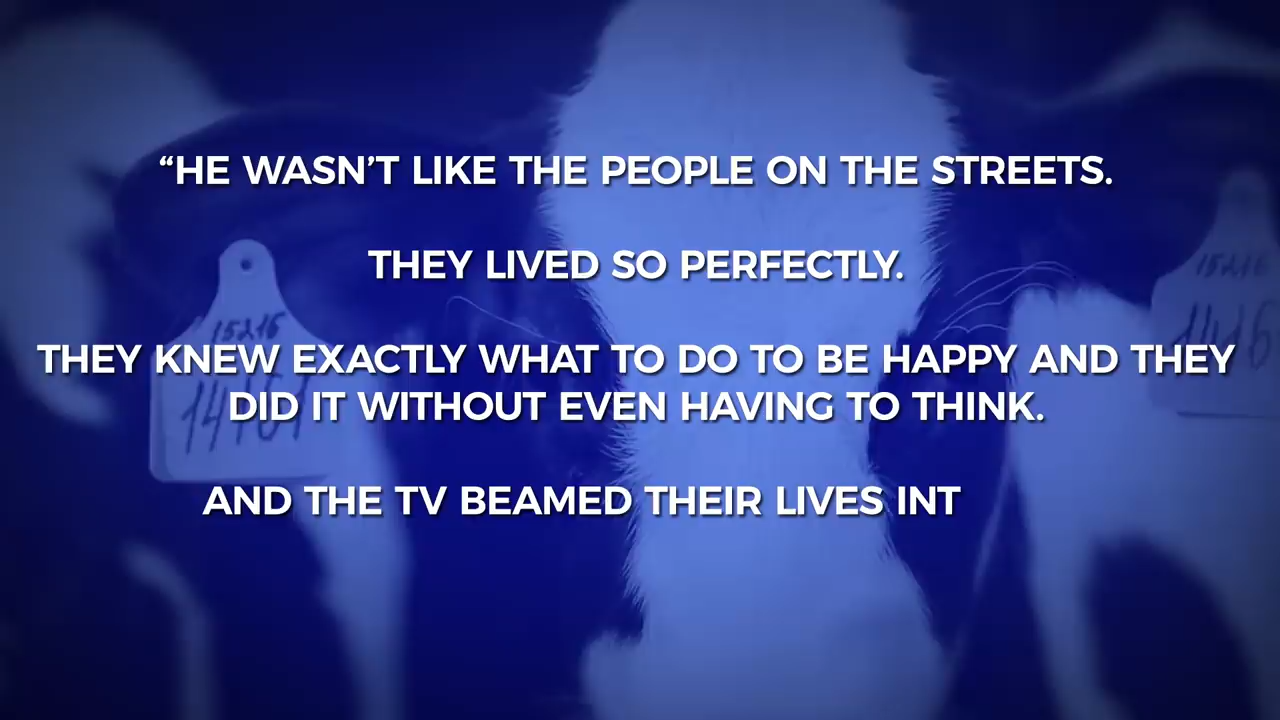 “HE WASN’T LIKE THE PEOPLE ON THE STREETS.
THEY LIVED SO PERFECTLY.
THEY KNEW EXACTLY WHAT TO DO TO BE HAPPY AND THEY
DID IT WITHOUT EVEN HAVING TO THINK.
AND THE TV BEAMED THEIR LIVES INT
15216